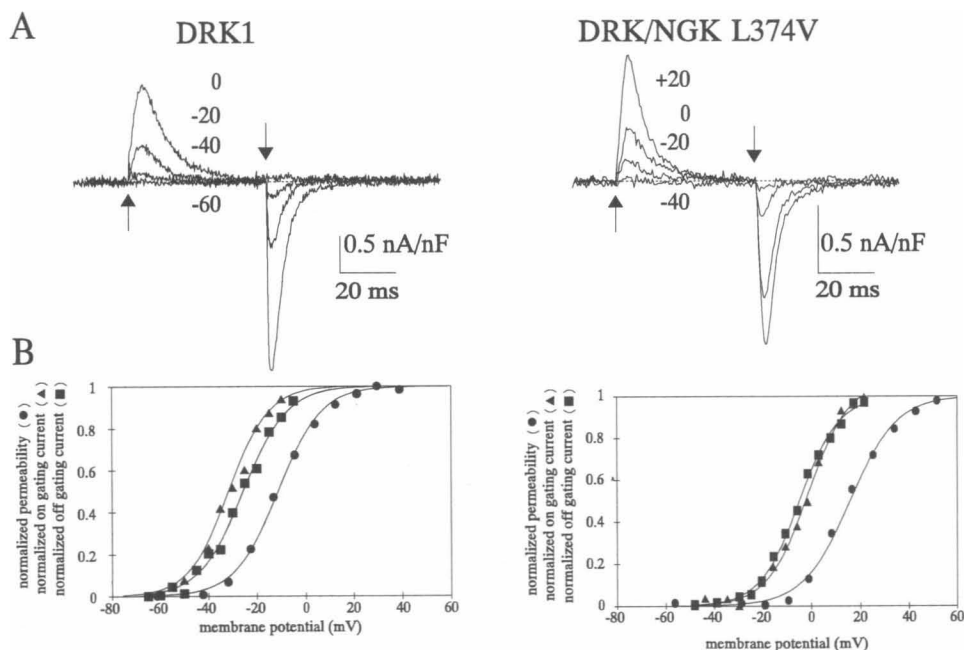 A
DRK1
DRK/NGK L374V
0
-20
-40
-60
0.5 nA/nF
20 ms
+20
0
-20
-40
0.5 nA/nF
20 ms
B
normalized permeability (●)
normalized on gating current (▲)
normalized off gating current (■)
1
0.8
0.6
0.4
0.2
0
-80 -60 -40 -20 0 20 40 60
membrane potential (mV)
normalized permeability (●)
normalized on gating current (▲)
normalized off gating current (■)
1
0.8
0.6
0.4
0.2
0
-80 -60 -40 -20 0 20 40 60
membrane potential (mV)